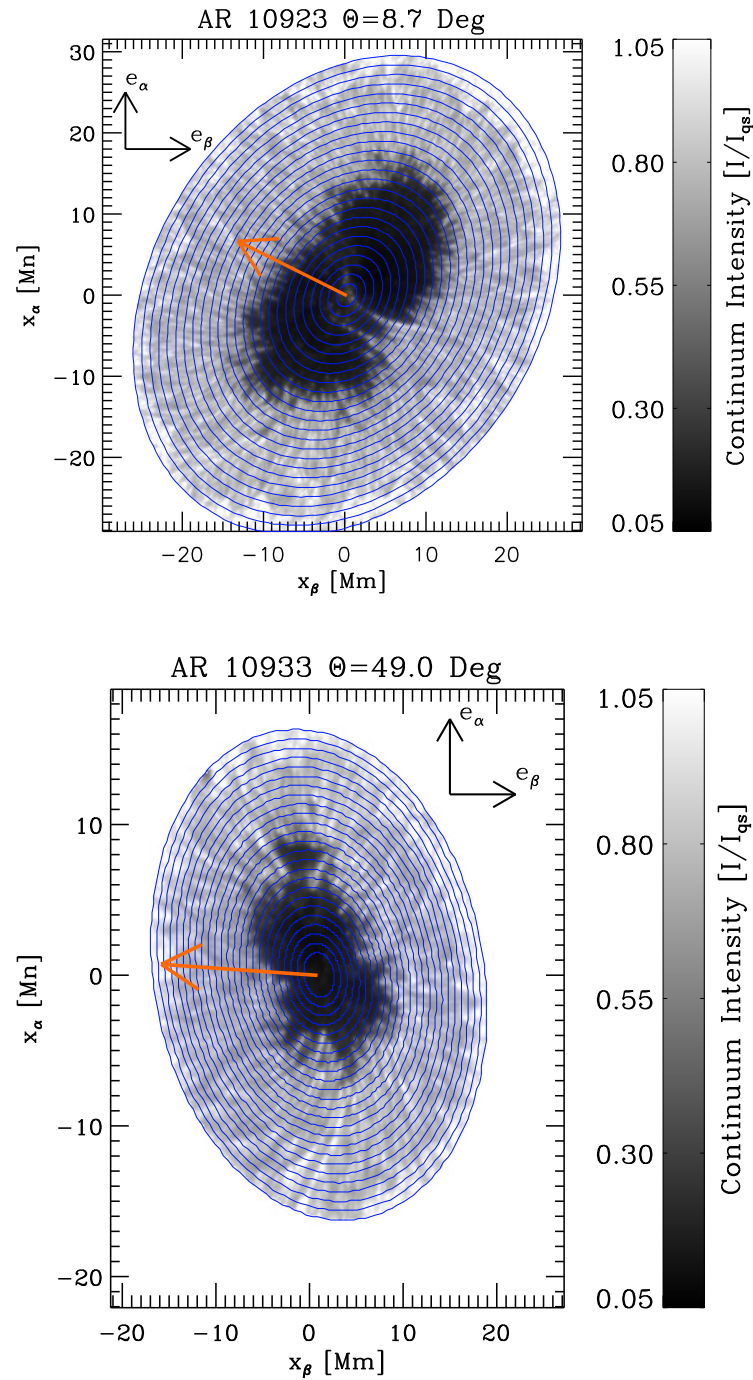 AR 10923 Θ=8.7 Deg
30
20
10
0
−10
−20
x_α [Mn]
e_α
e_β
−20 −10 0 10 20
x_β [Mm]
1.05
0.80
0.55
0.30
0.05
Continuum Intensity [I/I_qs]
AR 10933 Θ=49.0 Deg
10
0
−10
−20
x_α [Mn]
e_α
e_β
−20 −10 0 10 20
x_β [Mm]
1.05
0.80
0.55
0.30
0.05
Continuum Intensity [I/I_qs]